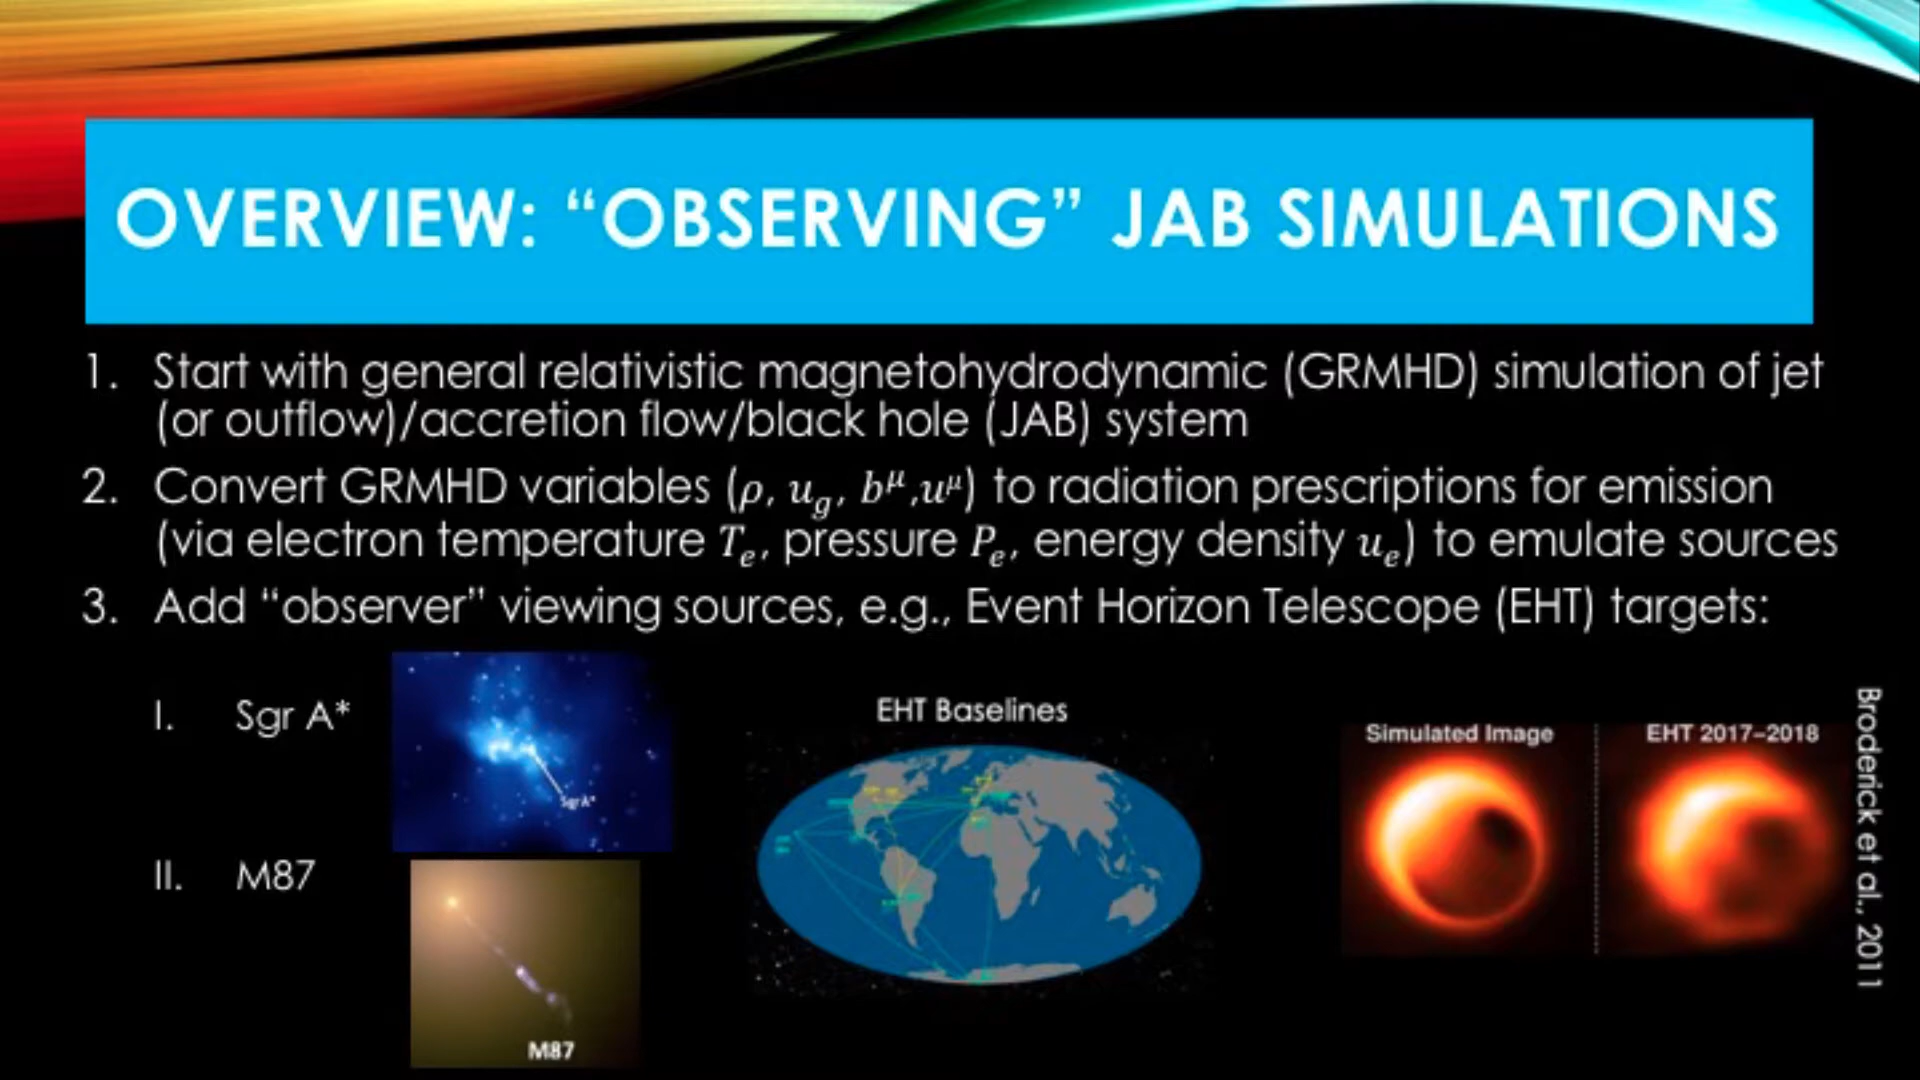 OVERVIEW: “OBSERVING” JAB SIMULATIONS
1. Start with general relativistic magnetohydrodynamic (GRMHD) simulation of jet
(or outflow)/accretion flow/black hole (JAB) system
2. Convert GRMHD variables (ρ, u_g, b^μ,u^μ) to radiation prescriptions for emission
(via electron temperature T_e, pressure P_e, energy density u_e) to emulate sources
3. Add “observer” viewing sources, e.g., Event Horizon Telescope (EHT) targets:
I. Sgr A*
Sgr A*
II. M87
M87
EHT Baselines
Simulated Image
EHT 2017–2018
Broderick et al., 2011